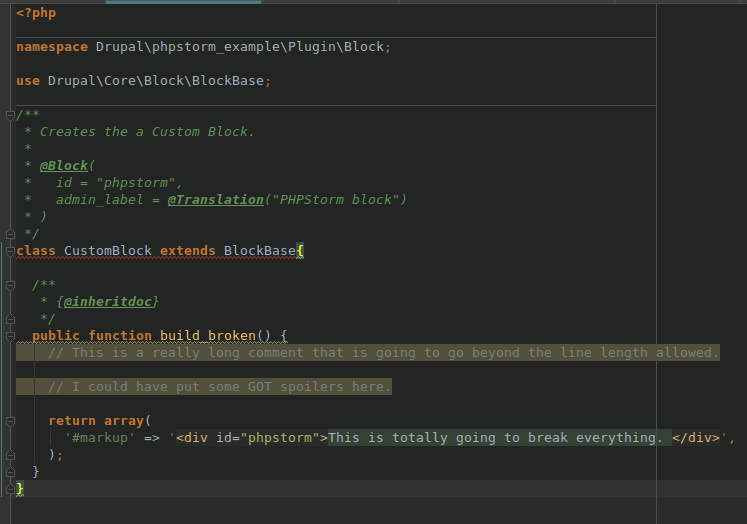 <?php
namespace Drupal\phpstorm_example\Plugin\Block;
use Drupal\Core\Block\BlockBase;
/**
 * Creates the a Custom Block.
 *
 * @Block(
 *   id = "phpstorm",
 *   admin_label = @Translation("PHPStorm block")
 * )
 */
class CustomBlock extends BlockBase{
  /**
   * {@inheritdoc}
   */
  public function build_broken() {
    // This is a really long comment that is going to go beyond the line length allowed.
    // I could have put some GOT spoilers here.
    return array(
      '#markup' => '<div id="phpstorm">This is totally going to break everything. </div>',
    );
  }
}